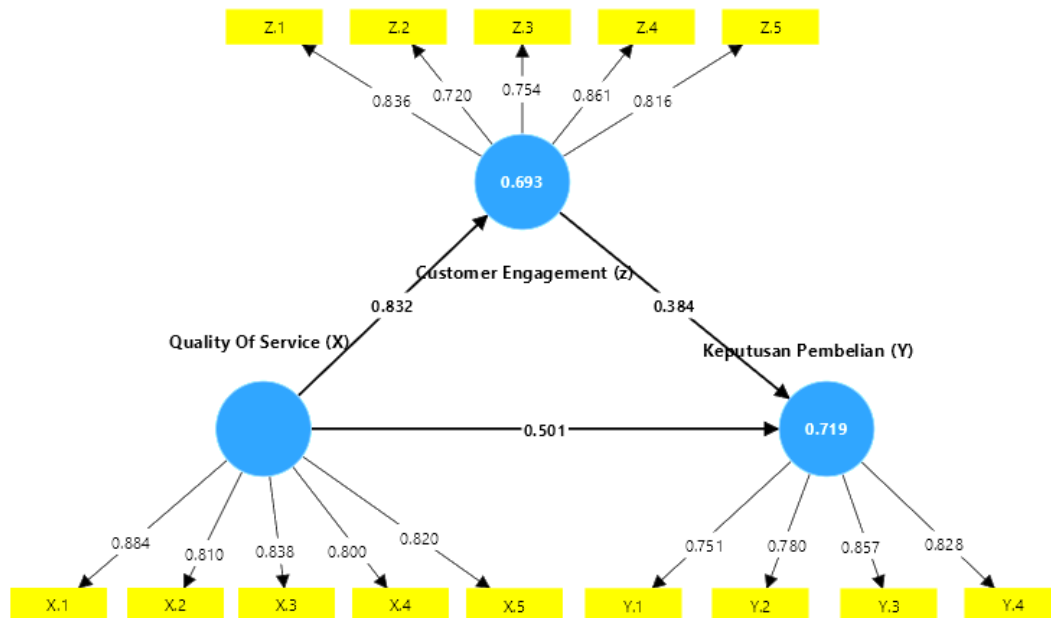 Z.1
Z.2
Z.3
Z.4
Z.5
0.836
0.720
0.754
0.861
0.816
0.693
Customer Engagement (z)
0.832
0.384
Quality Of Service (X)
Keputusan Pembelian (Y)
0.501
0.719
0.884
0.810
0.838
0.800
0.820
0.751
0.780
0.857
0.828
X.1
X.2
X.3
X.4
X.5
Y.1
Y.2
Y.3
Y.4